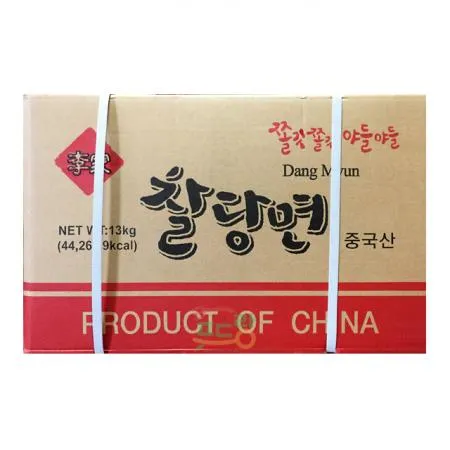 쫄깃쫄깃 야들야들
李家
Dang Myun
찰당면
NET WT:13kg
중국산
PRODUCT OF CHINA